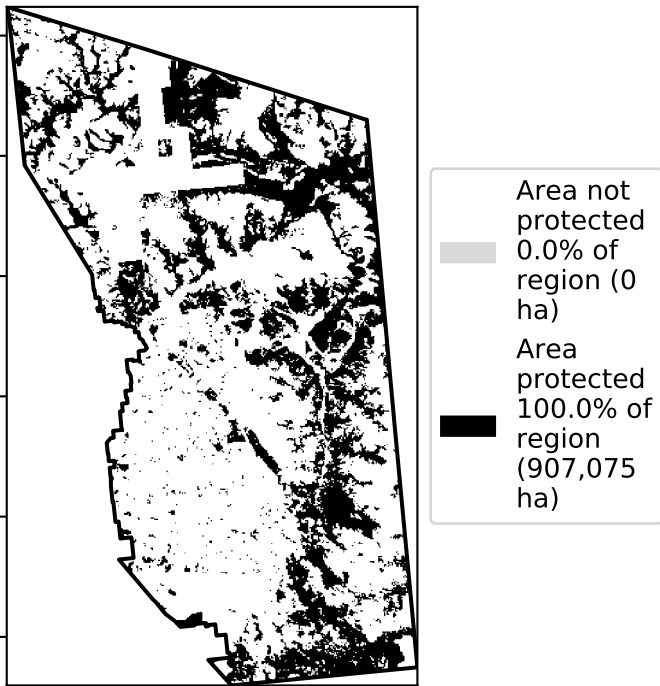 Area not
protected
0.0% of
region (0
ha)
Area
protected
100.0% of
region
(907,075
ha)